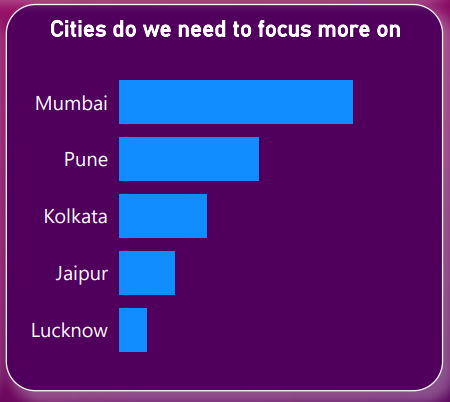 Cities do we need to focus more on
Mumbai
Pune
Kolkata
Jaipur
Lucknow